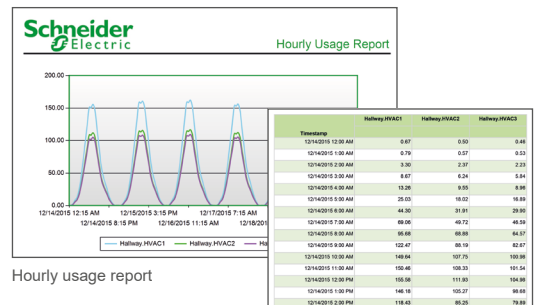 Schneider
Electric
Hourly Usage Report
200.00
150.00
100.00
50.00
0.00
12/14/2015 12:15 AM 12/15/2015 3:15 PM 12/17/2015 7:15 AM
12/14/2015 8:15 PM 12/16/2015 11:15 AM 12/18/201
Hallway.HVAC1 Hallway.HVAC2 Ha
Hallway.HVAC1 Hallway.HVAC2 Hallway.HVAC3
Timestamp
12/14/2015 12:00 AM 0.67 0.50 0.46
12/14/2015 1:00 AM 0.79 0.57 0.53
12/14/2015 2:00 AM 3.30 2.37 2.23
12/14/2015 3:00 AM 8.67 6.24 5.84
12/14/2015 4:00 AM 13.26 9.55 8.96
12/14/2015 5:00 AM 25.03 18.02 16.89
12/14/2015 6:00 AM 44.30 31.91 29.90
12/14/2015 7:00 AM 69.06 49.72 46.59
12/14/2015 8:00 AM 95.68 68.88 64.57
12/14/2015 9:00 AM 122.47 88.19 82.67
12/14/2015 10:00 AM 149.64 107.75 100.98
12/14/2015 11:00 AM 150.46 108.33 101.54
12/14/2015 12:00 PM 155.56 111.93 104.98
12/14/2015 1:00 PM 146.18 105.27 98.68
12/14/2015 2:00 PM 118.43 85.25 79.89
Hourly usage report